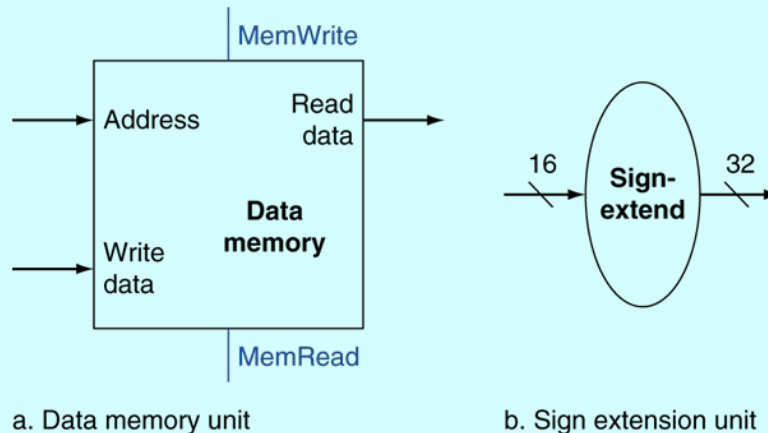 MemWrite
Address
Read
data
Data
memory
Write
data
MemRead
a. Data memory unit
16
Sign-
extend
32
b. Sign extension unit